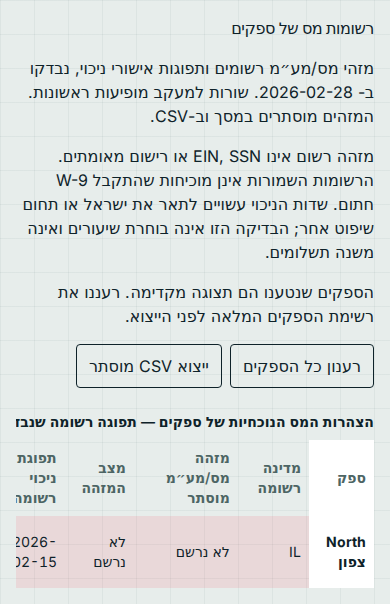 רשומות מס של ספקים
מזהי מס/מע״מ רשומים ותפוגות אישורי ניכוי, נבדקו
ב- 2026-02-28. שורות למעקב מופיעות ראשונות.
המזהים מוסתרים במסך וב-CSV.
מזהה רשום אינו EIN, SSN או רישום מאומתים.
הרשומות השמורות אינן מוכיחות שהתקבל W-9
חתום. שדות הניכוי עשויים לתאר את ישראל או תחום
שיפוט אחר; הבדיקה הזו אינה בוחרת שיעורים ואינה
משנה תשלומים.
הספקים שנטענו הם תצוגה מקדימה. רעננו את
רשימת הספקים המלאה לפני הייצוא.
רענון כל הספקים
ייצוא CSV מוסתר
הצהרות המס הנוכחיות של ספקים — תפוגה רשומה
ספק
מדינה
רשומה
מזהה
מס/מע״מ
מוסתר
מצב
המזהה
תפוגת
ניכוי
רשומה
North
צפון
IL
לא נרשם
לא
נרשם
2026-
02-15